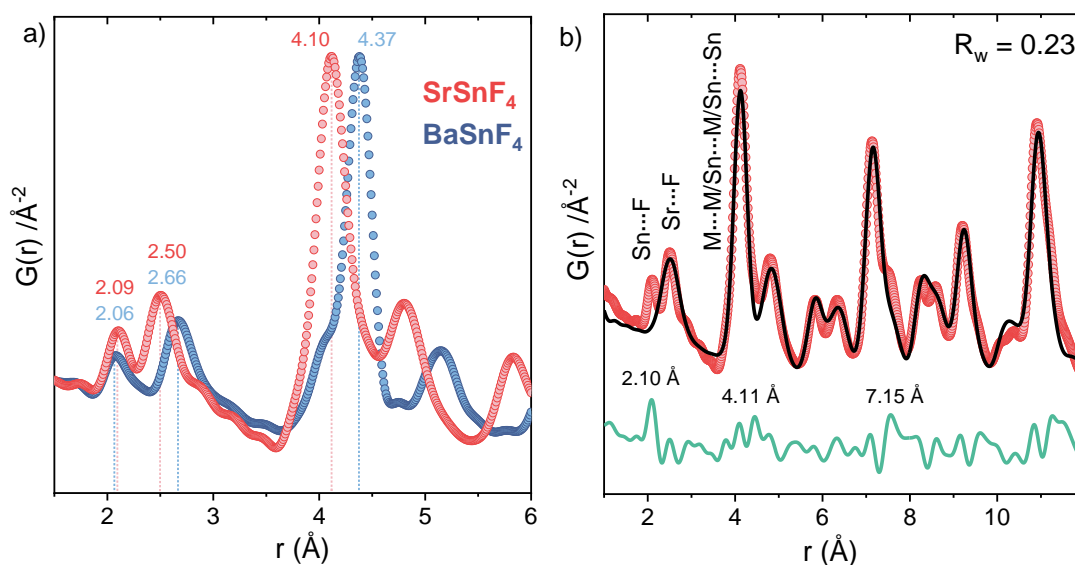 a)
4.10
4.37
SrSnF₄
BaSnF₄
2.50
2.66
2.09
2.06
G(r) /Å⁻²
2
3
4
5
6
r (Å)
b)
R_w = 0.23
Sn···F
Sr···F
M···M/Sn···M/Sn···Sn
G(r) /Å⁻²
2.10 Å
4.11 Å
7.15 Å
2
4
6
8
10
r (Å)